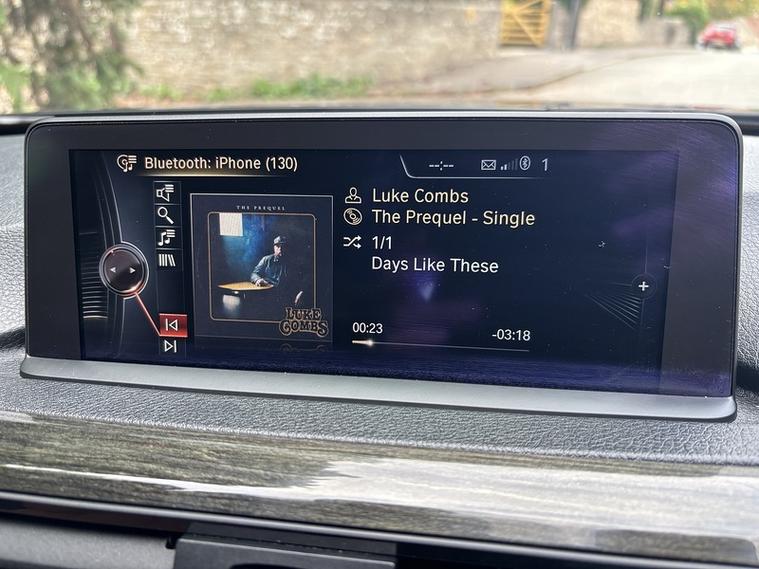 Bluetooth: iPhone (130)
--:--
1
THE PREQUEL
LUKE
COMBS
Luke Combs
The Prequel - Single
1/1
Days Like These
00:23
-03:18